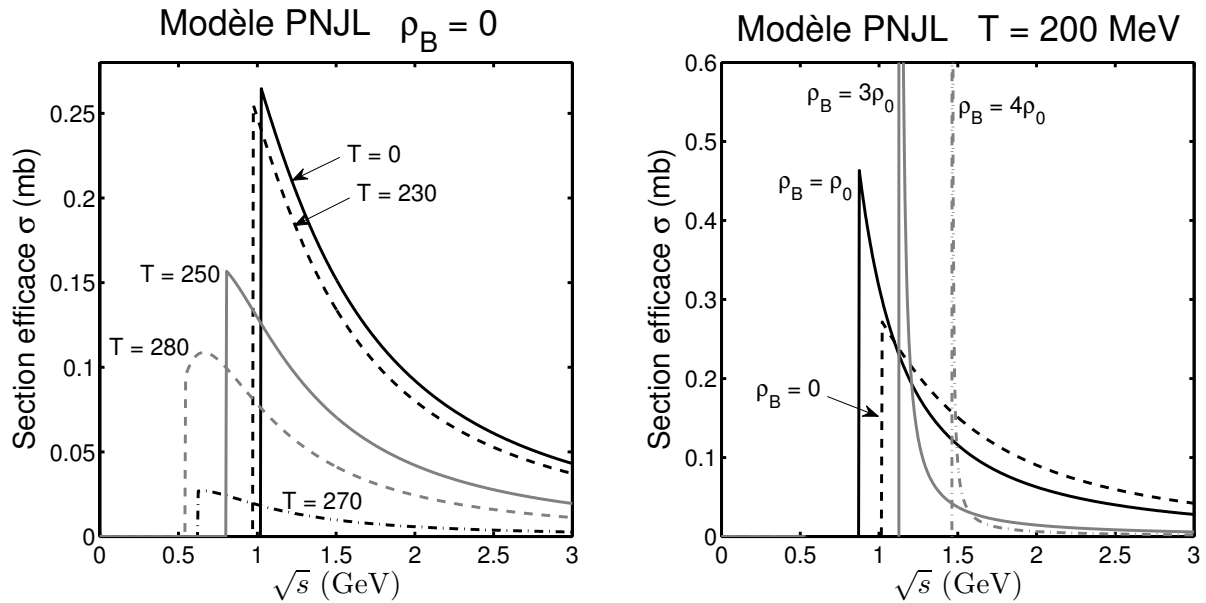 Modèle PNJL ρ_B = 0
Section efficace σ (mb)
0.25
0.2
0.15
0.1
0.05
0
T = 0
T = 230
T = 250
T = 280
T = 270
0 0.5 1 1.5 2 2.5 3
√s (GeV)
Modèle PNJL T = 200 MeV
Section efficace σ (mb)
0.6
0.5
0.4
0.3
0.2
0.1
0
ρ_B = 3ρ_0
ρ_B = 4ρ_0
ρ_B = ρ_0
ρ_B = 0
0 0.5 1 1.5 2 2.5 3
√s (GeV)